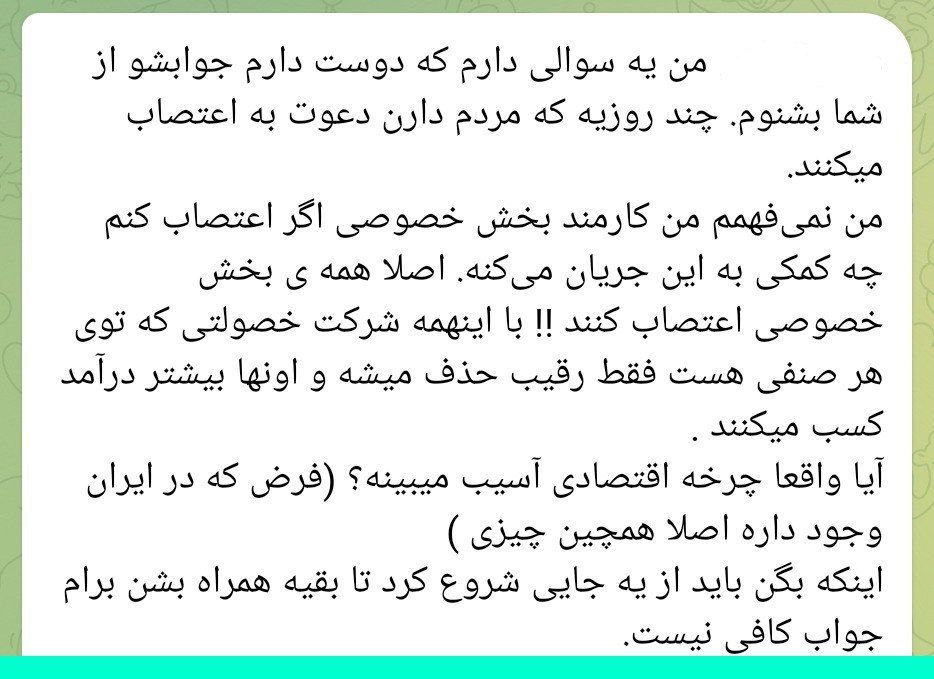 من یه سوالی دارم که دوست دارم جوابشو از
شما بشنوم. چند روزیه که مردم دارن دعوت به اعتصاب
میکنند.
من نمی‌فهمم من کارمند بخش خصوصی اگر اعتصاب کنم
چه کمکی به این جریان می‌کنه. اصلا همه ی بخش
خصوصی اعتصاب کنند !! با اینهمه شرکت خصولتی که توی
هر صنفی هست فقط رقیب حذف میشه و اونها بیشتر درآمد
کسب میکنند .
آیا واقعا چرخه اقتصادی آسیب میبینه؟ (فرض که در ایران
وجود داره اصلا همچین چیزی )
اینکه بگن باید از یه جایی شروع کرد تا بقیه همراه بشن برام
جواب کافی نیست.